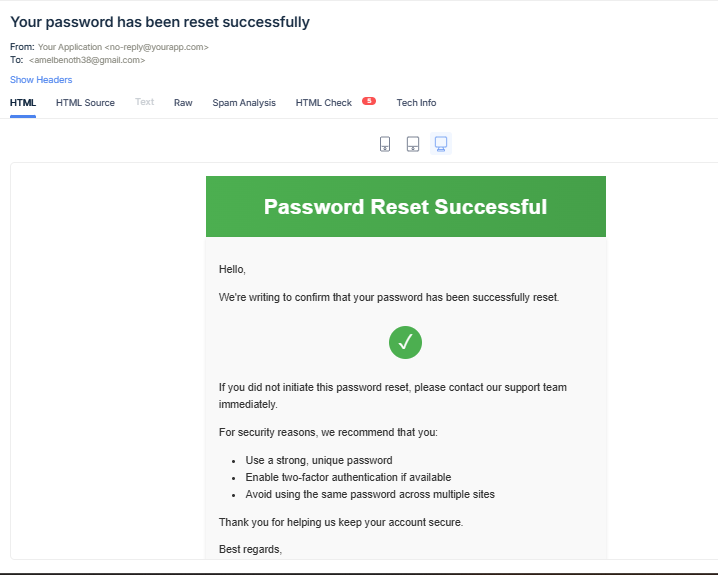 Your password has been reset successfully
From: Your Application <no-reply@yourapp.com>
To: <amelbenoth38@gmail.com>
Show Headers
HTML HTML Source Text Raw Spam Analysis HTML Check 5 Tech Info
Password Reset Successful
Hello,
We're writing to confirm that your password has been successfully reset.
If you did not initiate this password reset, please contact our support team
immediately.
For security reasons, we recommend that you:
• Use a strong, unique password
• Enable two-factor authentication if available
• Avoid using the same password across multiple sites
Thank you for helping us keep your account secure.
Best regards,